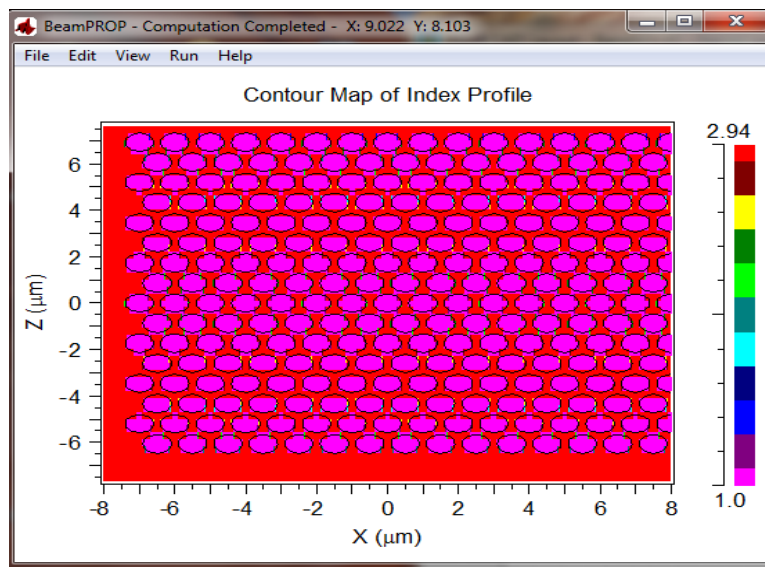 BeamPROP - Computation Completed - X: 9.022 Y: 8.103
File Edit View Run Help
Contour Map of Index Profile
2.94
6
4
2
0
-2
-4
-6
Z (µm)
1.0
-8 -6 -4 -2 0 2 4 6 8
X (µm)